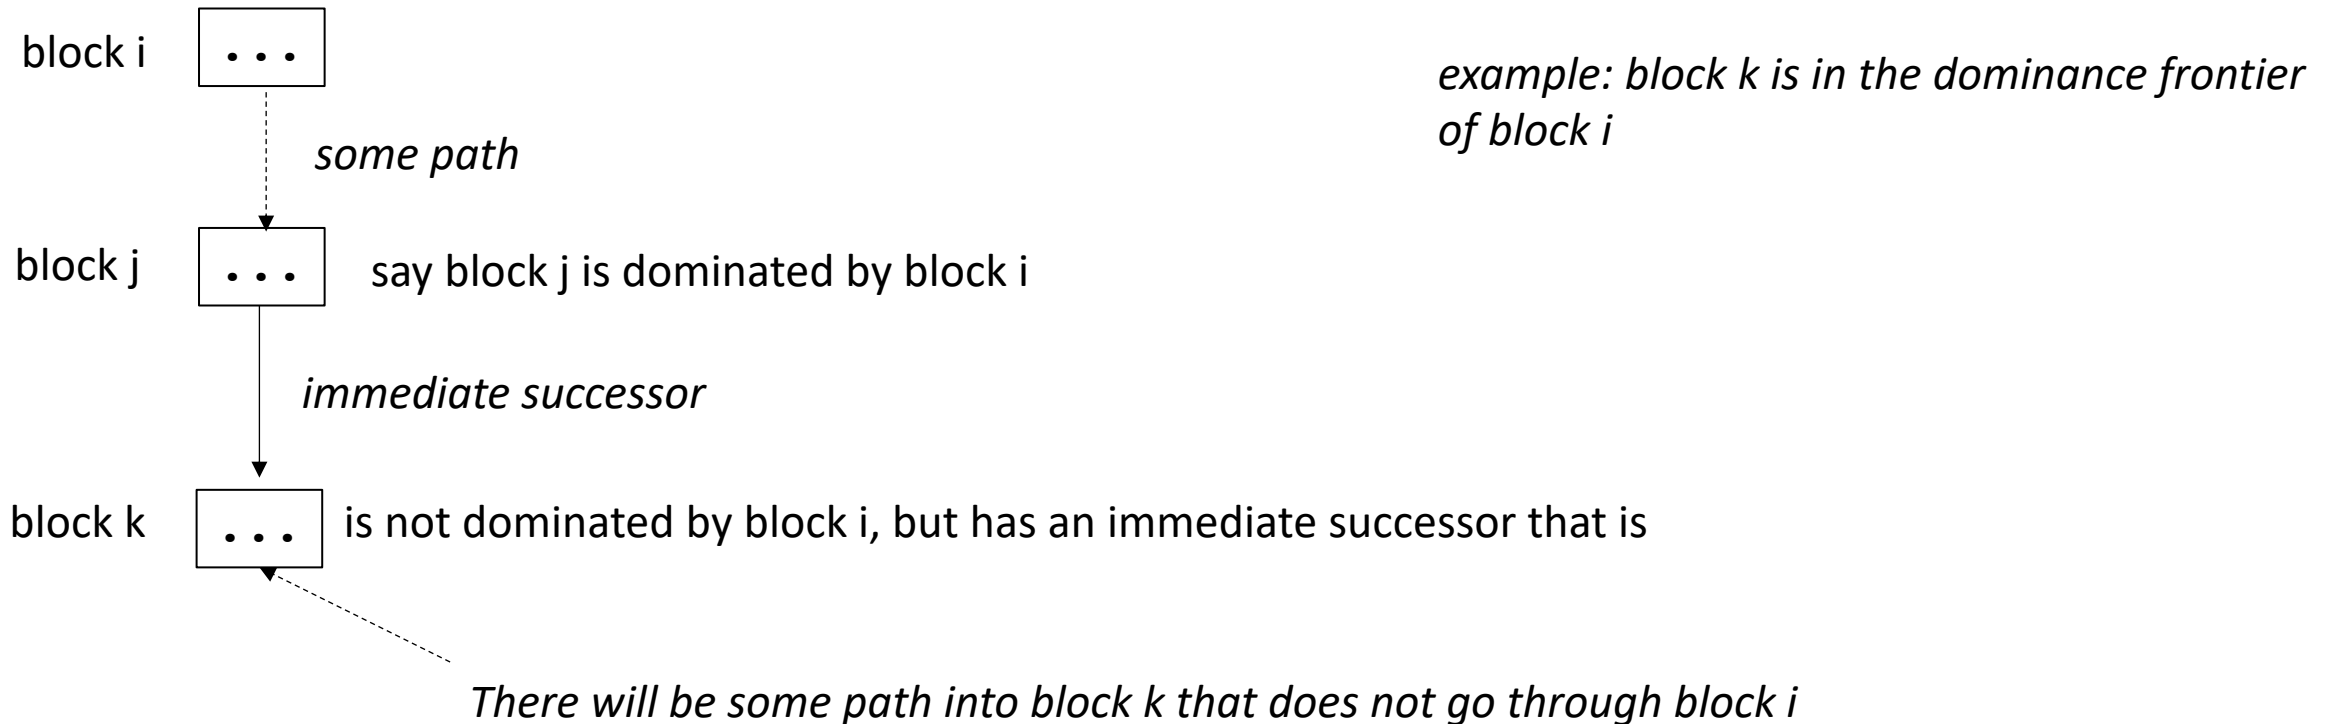 block i
...
example: block k is in the dominance frontier
of block i
some path
block j
...
say block j is dominated by block i
immediate successor
block k
...
is not dominated by block i, but has an immediate successor that is
There will be some path into block k that does not go through block i